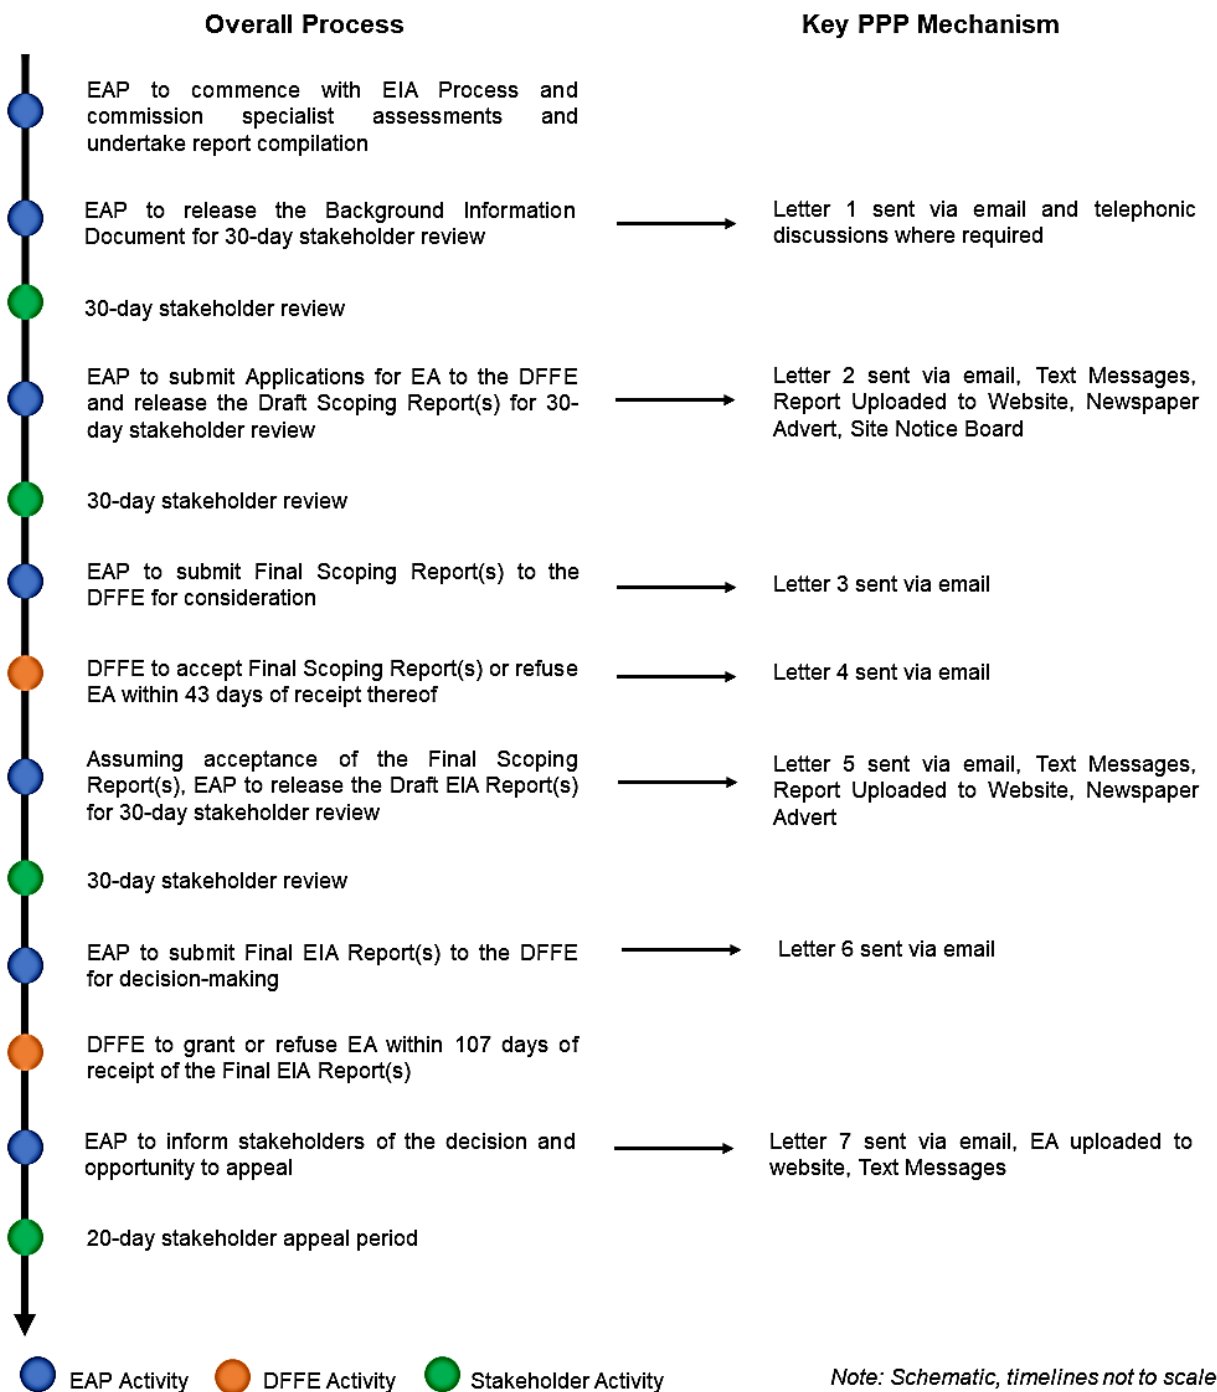 Overall Process
Key PPP Mechanism
EAP to commence with EIA Process and
commission specialist assessments and
undertake report compilation
EAP to release the Background Information
Document for 30-day stakeholder review
Letter 1 sent via email and telephonic
discussions where required
30-day stakeholder review
EAP to submit Applications for EA to the DFFE
and release the Draft Scoping Report(s) for 30-
day stakeholder review
Letter 2 sent via email, Text Messages,
Report Uploaded to Website, Newspaper
Advert, Site Notice Board
30-day stakeholder review
EAP to submit Final Scoping Report(s) to the
DFFE for consideration
Letter 3 sent via email
DFFE to accept Final Scoping Report(s) or refuse
EA within 43 days of receipt thereof
Letter 4 sent via email
Assuming acceptance of the Final Scoping
Report(s), EAP to release the Draft EIA Report(s)
for 30-day stakeholder review
Letter 5 sent via email, Text Messages,
Report Uploaded to Website, Newspaper
Advert
30-day stakeholder review
EAP to submit Final EIA Report(s) to the DFFE
for decision-making
Letter 6 sent via email
DFFE to grant or refuse EA within 107 days of
receipt of the Final EIA Report(s)
EAP to inform stakeholders of the decision and
opportunity to appeal
Letter 7 sent via email, EA uploaded to
website, Text Messages
20-day stakeholder appeal period
EAP Activity
DFFE Activity
Stakeholder Activity
Note: Schematic, timelines not to scale